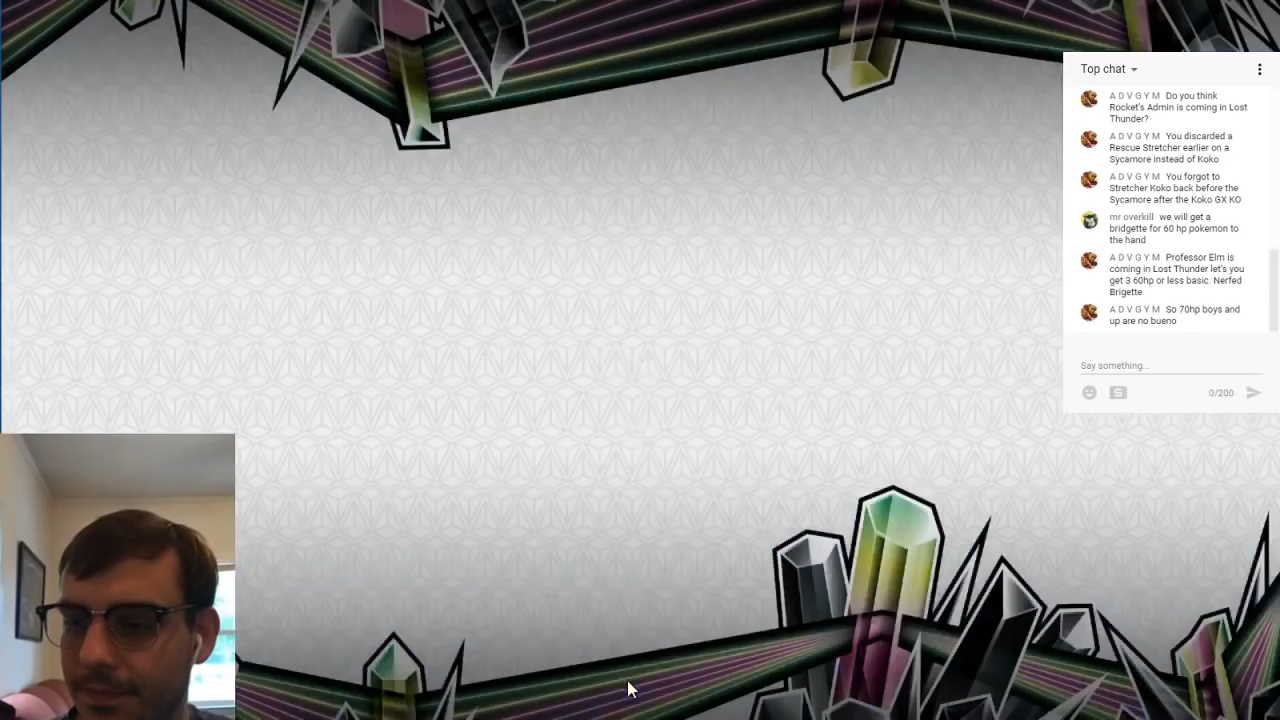 Top chat
A D V G Y M Do you think
Rocket's Admin is coming in Lost
Thunder?
A D V G Y M You discarded a
Rescue Stretcher earlier on a
Sycamore instead of Koko
A D V G Y M You forgot to
Stretcher Koko back before the
Sycamore after the Koko GX KO
mr overkill we will get a
bridgette for 60 hp pokemon to
the hand
A D V G Y M Professor Elm is
coming in Lost Thunder let's you
get 3 60hp or less basic. Nerfed
Brigette
A D V G Y M So 70hp boys and
up are no bueno
Say something...
0/200